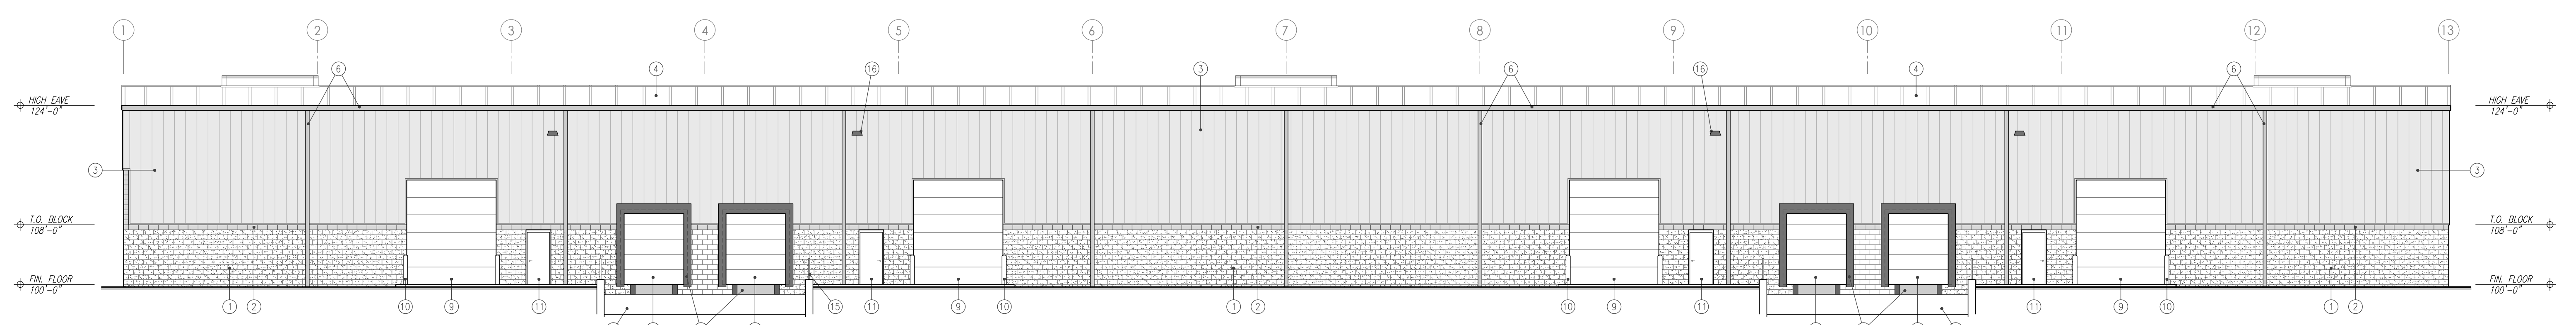 1 2 3 4 5 6 7 8 9 10 11 12 13
6 4 16 3 6 16 4 6
HIGH EAVE
124'-0"
HIGH EAVE
124'-0"
3 3
T.O. BLOCK
108'-0"
T.O. BLOCK
108'-0"
FIN. FLOOR
100'-0"
FIN. FLOOR
100'-0"
1 2 10 9 11 15 11 9 10 1 2 10 9 11 11 9 10 1 2